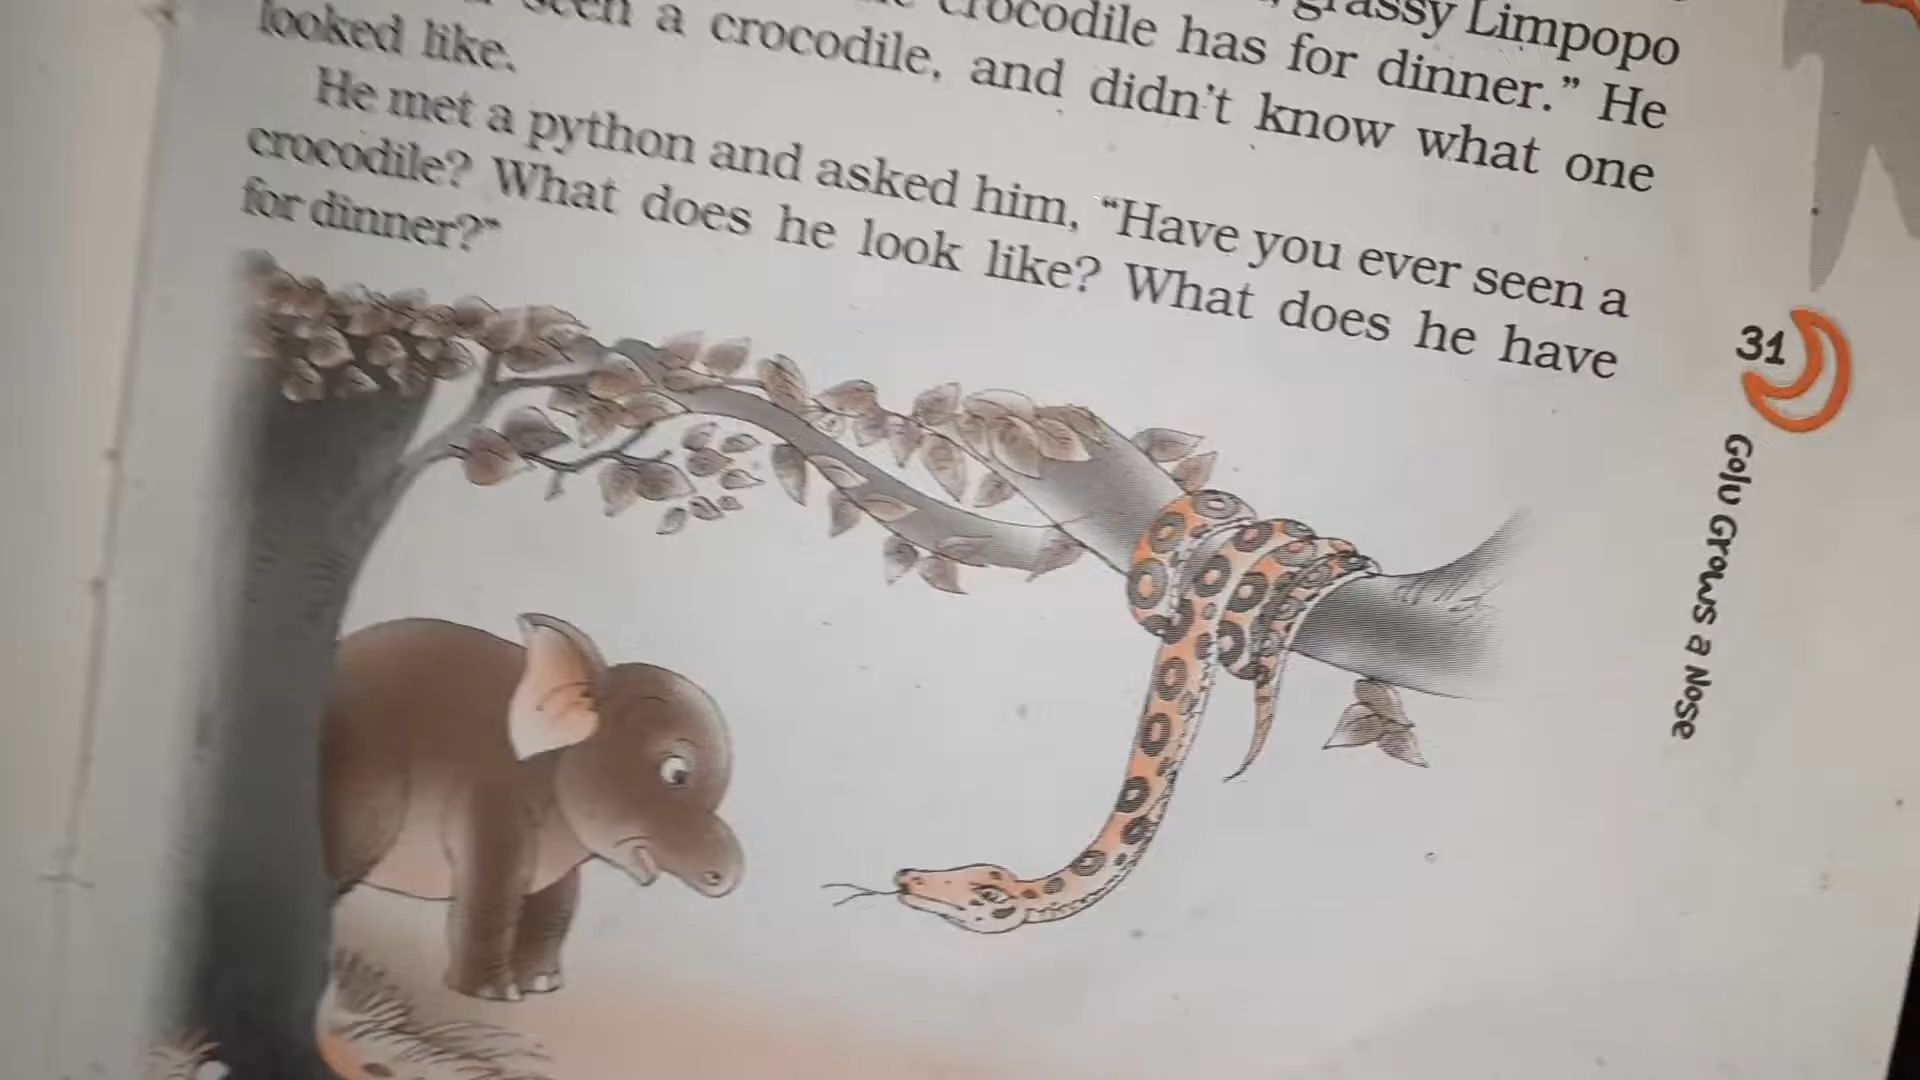 grassy Limpopo
crocodile has for dinner.” He
seen a crocodile, and didn't know what one
looked like.
He met a python and asked him, “Have you ever seen a
crocodile? What does he look like? What does he have
for dinner?”
31
Golu Grows a Nose